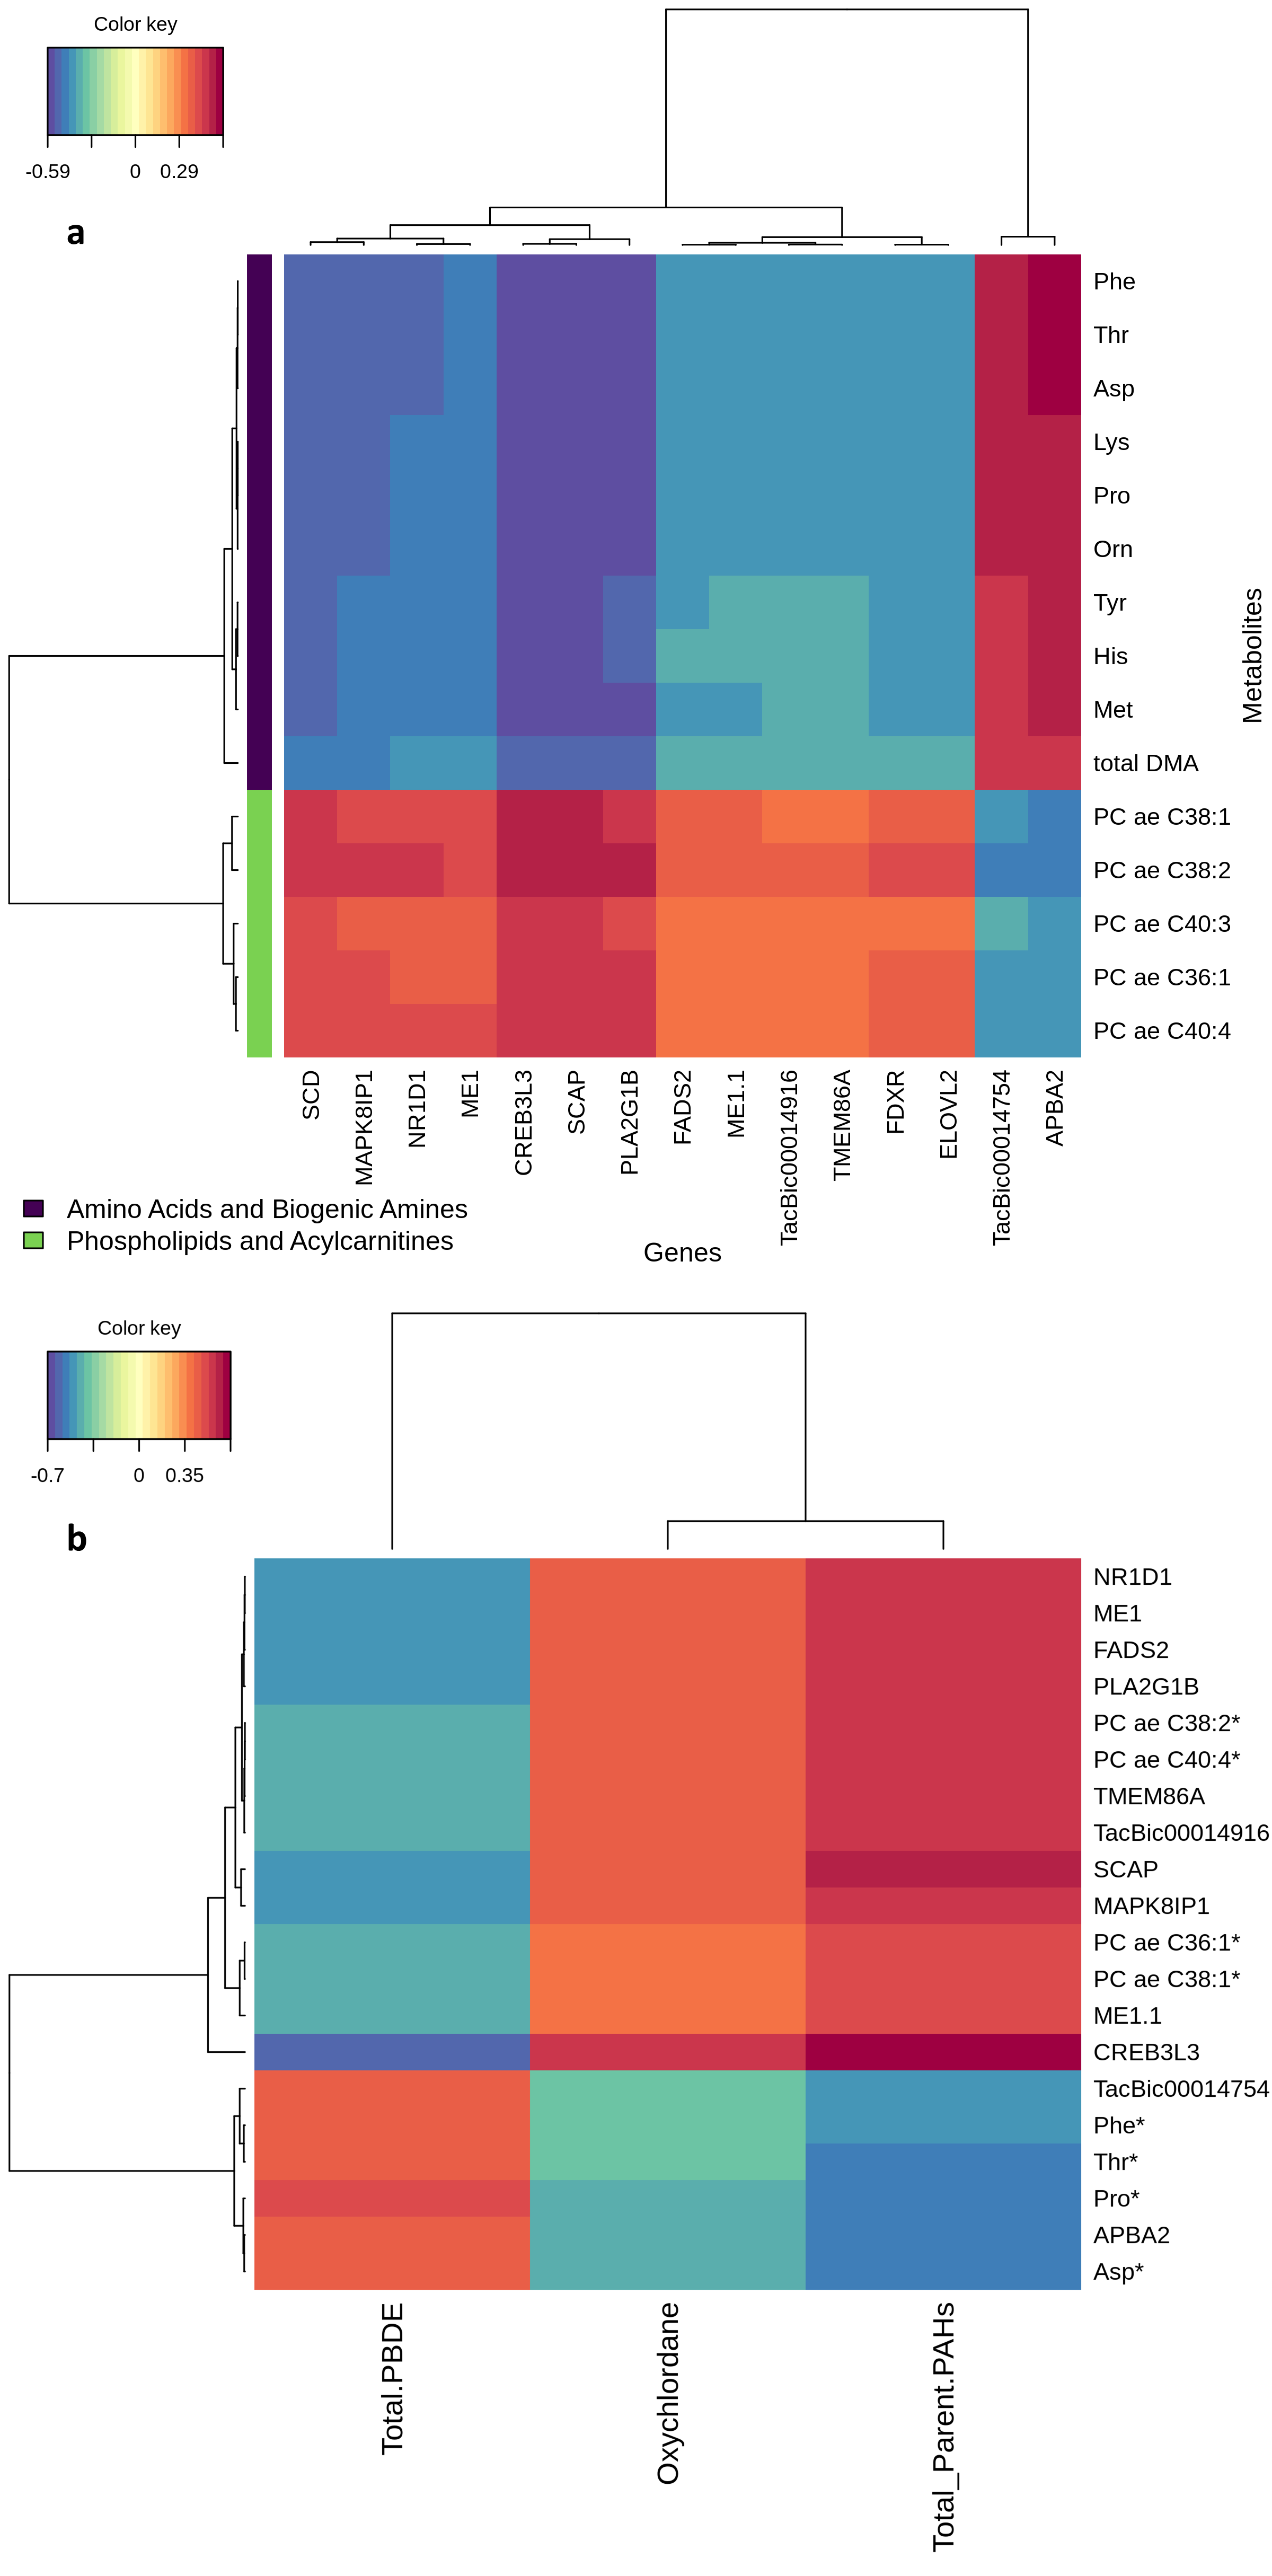 Color key
-0.59 0 0.29
a
Phe
Thr
Asp
Lys
Pro
Orn
Tyr
His
Met
total DMA
PC ae C38:1
PC ae C38:2
PC ae C40:3
PC ae C36:1
PC ae C40:4
Metabolites
SCD
MAPK8IP1
NR1D1
ME1
CREB3L3
SCAP
PLA2G1B
FADS2
ME1.1
TacBic00014916
TMEM86A
FDXR
ELOVL2
TacBic00014754
APBA2
Genes
Amino Acids and Biogenic Amines
Phospholipids and Acylcarnitines
Color key
-0.7 0 0.35
b
NR1D1
ME1
FADS2
PLA2G1B
PC ae C38:2*
PC ae C40:4*
TMEM86A
TacBic00014916
SCAP
MAPK8IP1
PC ae C36:1*
PC ae C38:1*
ME1.1
CREB3L3
TacBic00014754
Phe*
Thr*
Pro*
APBA2
Asp*
Total.PBDE
Oxychlordane
Total_Parent.PAHs